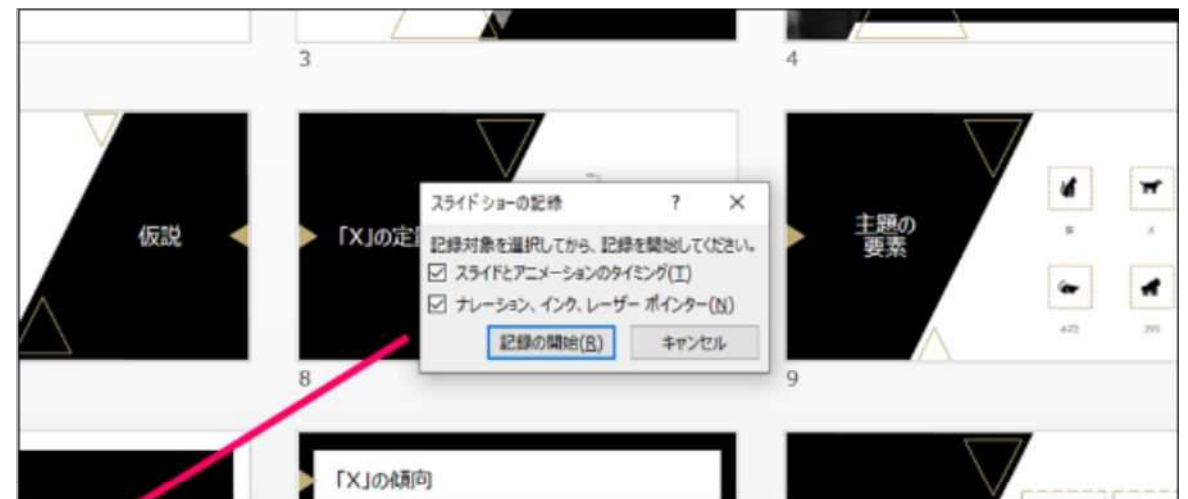 3
4
仮説
「X」の定
主題の
要素
スライド ショーの記録
?
×
記録対象を選択してから、記録を開始してください。
スライドとアニメーションのタイミング(T)
ナレーション、インク、レーザー ポインター(N)
記録の開始(R)
キャンセル
8
9
「X」の傾向